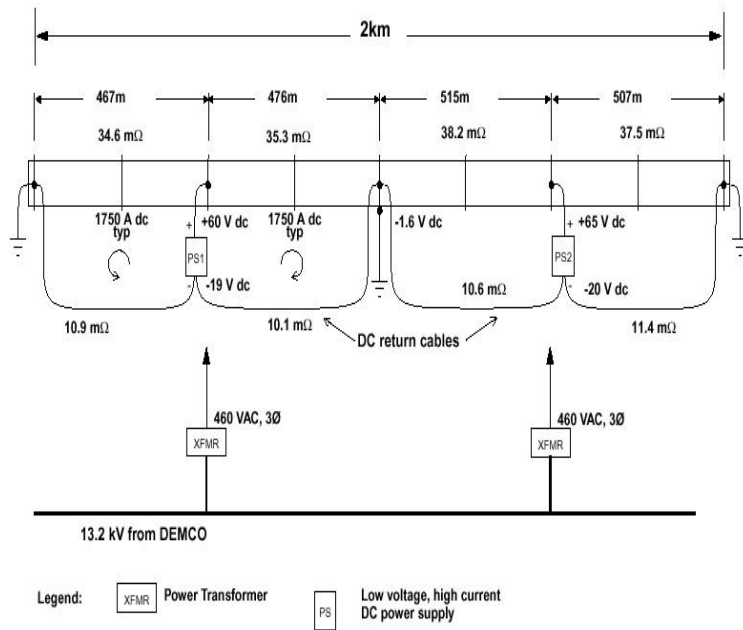 2km
467m 476m 515m 507m
34.6 mΩ 35.3 mΩ 38.2 mΩ 37.5 mΩ
1750 A dc typ
+ +60 V dc
1750 A dc typ
-1.6 V dc
+ +65 V dc
PS1
PS2
- -19 V dc
- -20 V dc
10.9 mΩ
10.1 mΩ
10.6 mΩ
11.4 mΩ
DC return cables
460 VAC, 3Ø
460 VAC, 3Ø
XFMR
XFMR
13.2 kV from DEMCO
Legend:
XFMR
Power Transformer
PS
Low voltage, high current
DC power supply